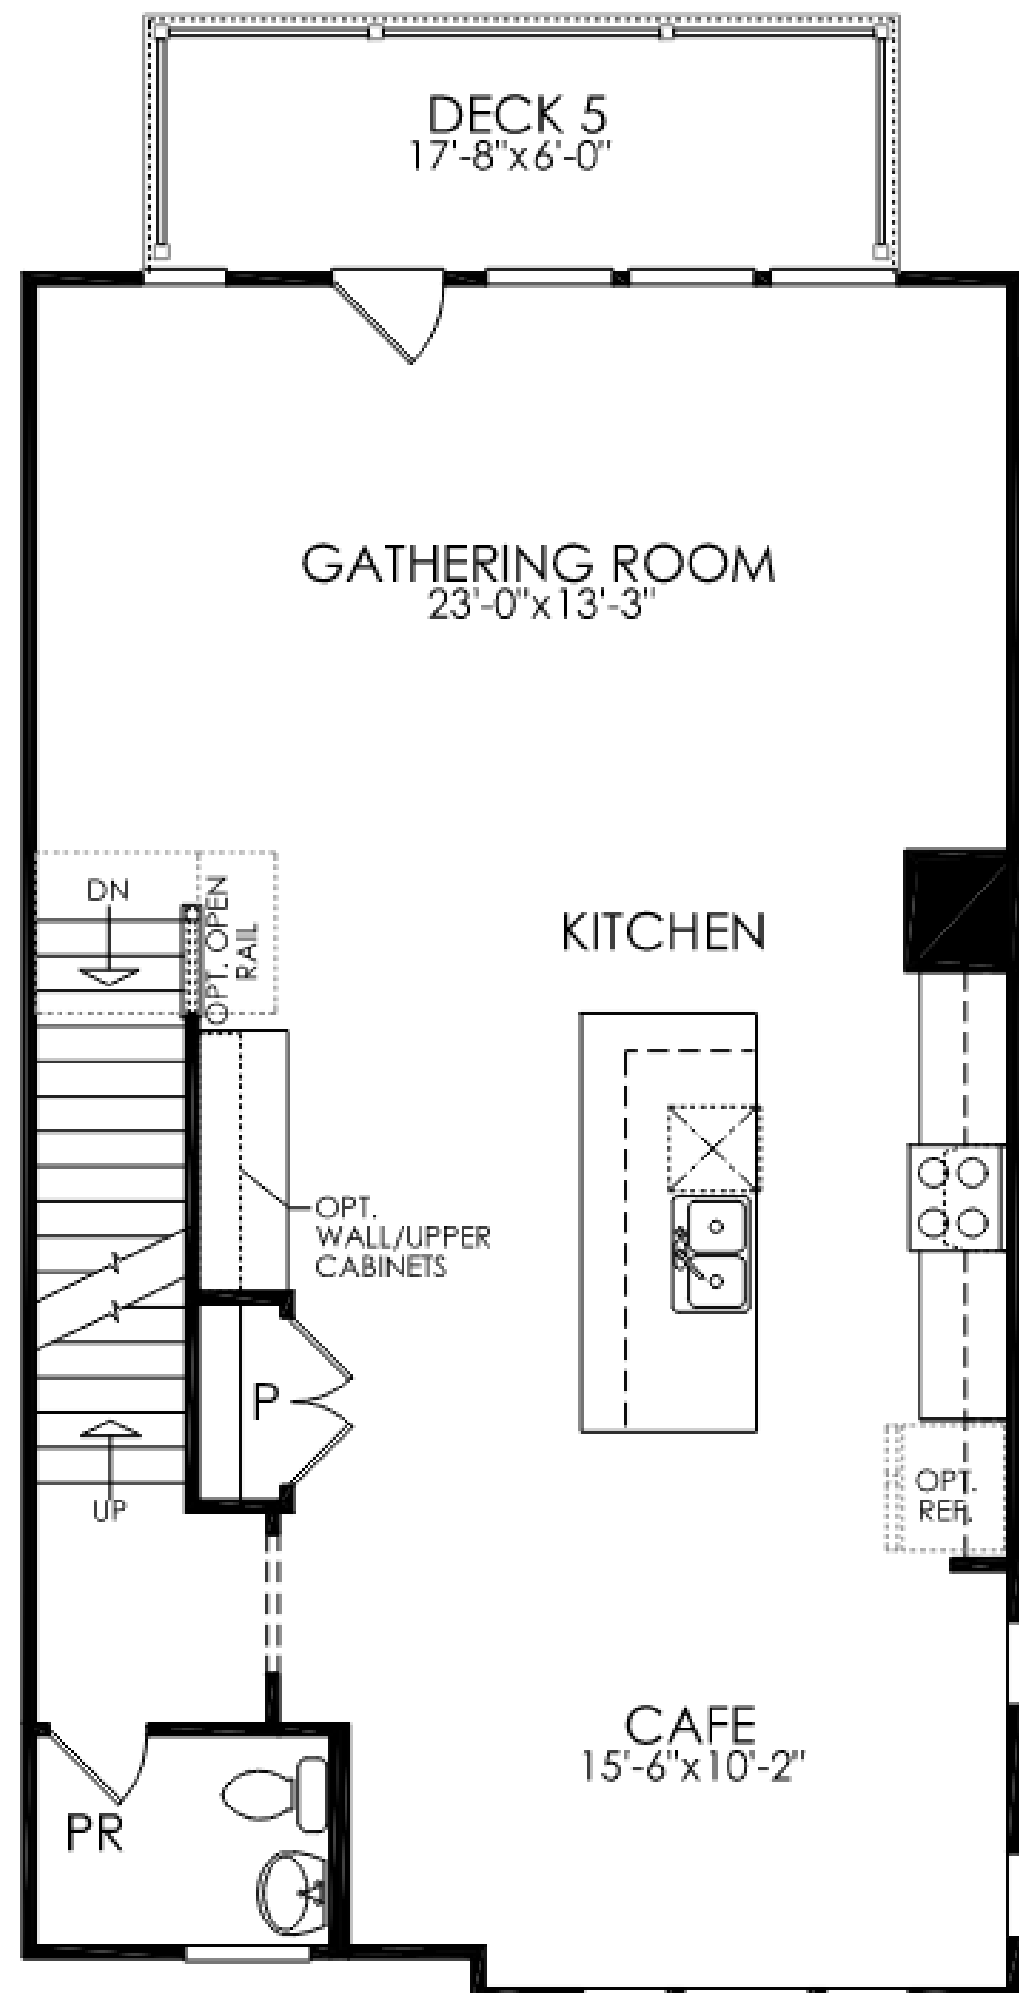 DECK 5
17'-8"x6'-0"
GATHERING ROOM
23'-0"x13'-3"
DN
OPT. OPEN
RAIL
KITCHEN
OPT.
WALL/UPPER
CABINETS
P
OPT.
REF.
UP
CAFE
15'-6"x10'-2"
PR